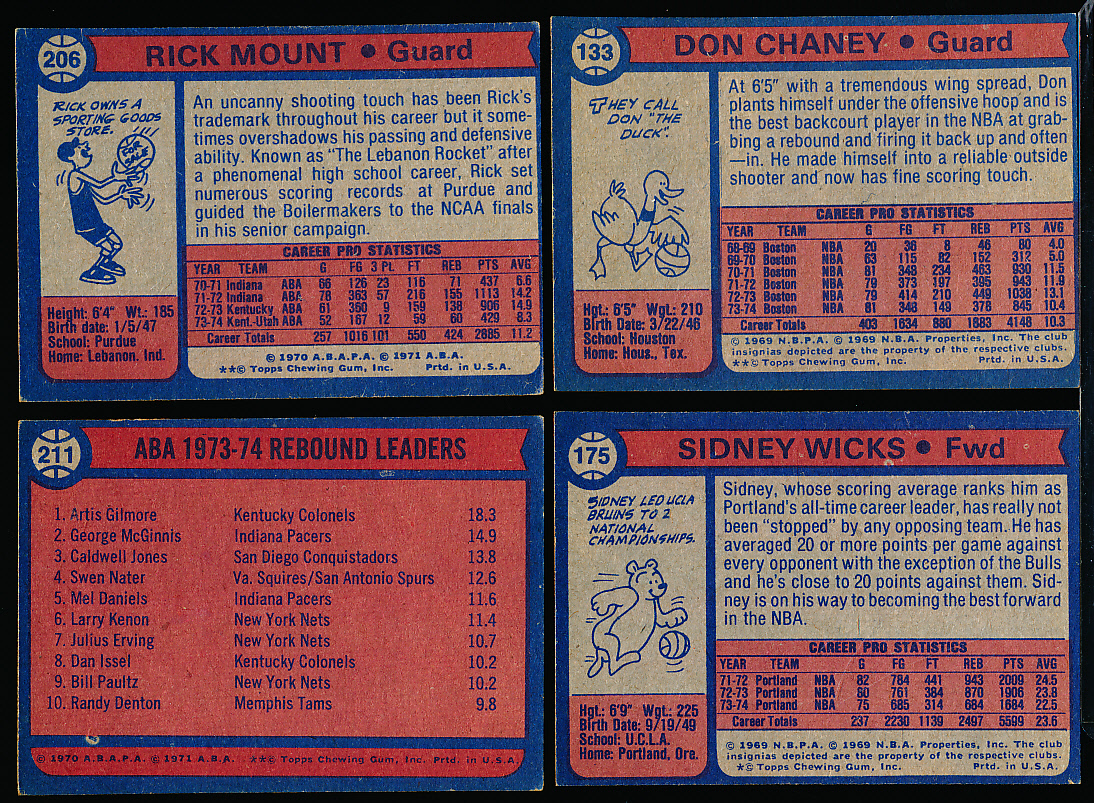 206
RICK MOUNT ● Guard
RICK OWNS A
SPORTING GOODS
STORE.
FOR
SALE
An uncanny shooting touch has been Rick's
trademark throughout his career but it some-
times overshadows his passing and defensive
ability. Known as "The Lebanon Rocket" after
a phenomenal high school career, Rick set
numerous scoring records at Purdue and
guided the Boilermakers to the NCAA finals
in his senior campaign.
Height: 6'4" Wt.: 185
Birth date: 1/5/47
School: Purdue
Home: Lebanon, Ind.
CAREER PRO STATISTICS
YEAR TEAM G FG 3 PL FT REB PTS AVG
70-71 Indiana ABA 66 126 23 116 71 437 6.6
71-72 Indiana ABA 78 363 57 216 155 1113 14.2
72-73 Kentucky ABA 61 360 9 159 138 906 14.9
73-74 Kent.-Utah ABA 52 167 12 59 60 429 8.3
Career Totals 257 1016 101 550 424 2885 11.2
© 1970 A.B.A.P.A. © 1971 A.B.A.
**© Topps Chewing Gum, Inc. Prtd. in U.S.A.
133
DON CHANEY ● Guard
THEY CALL
DON "THE
DUCK".
At 6'5" with a tremendous wing spread, Don
plants himself under the offensive hoop and is
the best backcourt player in the NBA at grab-
bing a rebound and firing it back up and often
—in. He made himself into a reliable outside
shooter and now has fine scoring touch.
Hgt.: 6'5" Wgt.: 210
Birth Date: 3/22/46
School: Houston
Home: Hous., Tex.
CAREER PRO STATISTICS
YEAR TEAM G FG FT REB PTS AVG
68-69 Boston NBA 20 36 8 46 80 4.0
69-70 Boston NBA 63 115 82 152 312 5.0
70-71 Boston NBA 81 348 234 463 930 11.5
71-72 Boston NBA 79 373 197 395 943 11.9
72-73 Boston NBA 79 414 210 449 1038 13.1
73-74 Boston NBA 81 348 149 378 845 10.4
Career Totals 403 1634 880 1883 4148 10.3
© 1969 N.B.P.A. © 1969 N.B.A. Properties, Inc. The club
insignias depicted are the property of the respective clubs.
**© Topps Chewing Gum, Inc. Prtd. in U.S.A.
211
ABA 1973-74 REBOUND LEADERS
1. Artis Gilmore Kentucky Colonels 18.3
2. George McGinnis Indiana Pacers 14.9
3. Caldwell Jones San Diego Conquistadors 13.8
4. Swen Nater Va. Squires/San Antonio Spurs 12.6
5. Mel Daniels Indiana Pacers 11.6
6. Larry Kenon New York Nets 11.4
7. Julius Erving New York Nets 10.7
8. Dan Issel Kentucky Colonels 10.2
9. Bill Paultz New York Nets 10.2
10. Randy Denton Memphis Tams 9.8
© 1970 A.B.A.P.A. © 1971 A.B.A. **© Topps Chewing Gum, Inc. Prtd. in U.S.A.
175
SIDNEY WICKS ● Fwd
SIDNEY LED UCLA
BRUINS TO 2
NATIONAL
CHAMPIONSHIPS.
Sidney, whose scoring average ranks him as
Portland's all-time career leader, has really not
been "stopped" by any opposing team. He has
averaged 20 or more points per game against
every opponent with the exception of the Bulls
and he's close to 20 points against them. Sid-
ney is on his way to becoming the best forward
in the NBA.
Hgt.: 6'9" Wgt.: 225
Birth Date: 9/19/49
School: U.C.L.A.
Home: Portland, Ore.
CAREER PRO STATISTICS
YEAR TEAM G FG FT REB PTS AVG
71-72 Portland NBA 82 784 441 943 2009 24.5
72-73 Portland NBA 80 761 384 870 1906 23.8
73-74 Portland NBA 75 685 314 684 1684 22.5
Career Totals 237 2230 1139 2497 5599 23.6
© 1969 N.B.P.A. © 1969 N.B.A. Properties, Inc. The club
insignias depicted are the property of the respective clubs.
*© Topps Chewing Gum, Inc. Prtd. in U.S.A.